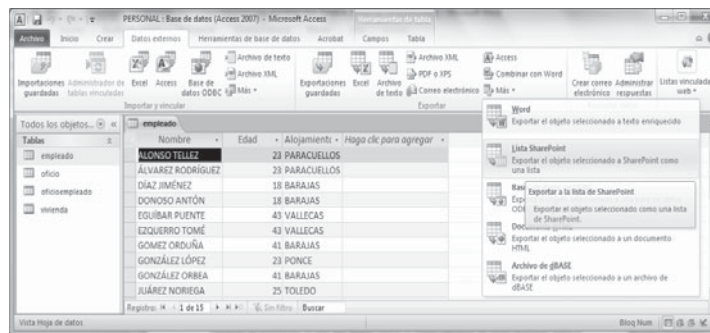 PERSONAL : Base de datos (Access 2007) - Microsoft Access
Herramientas de tabla
Archivo Inicio Crear Datos externos Herramientas de base de datos Acrobat Campos Tabla
Importaciones guardadas
Administrador de tablas vinculadas
Excel
Access
Base de datos ODBC
Archivo de texto
Archivo XML
Más
Importar y vincular
Exportaciones guardadas
Excel
Archivo de texto
Archivo XML
PDF o XPS
Correo electrónico
Access
Combinar con Word
Más
Exportar
Crear correo electrónico
Administrar respuestas
Listas vinculadas web
Todos los objetos...
Tablas
empleado
oficio
oficioempleado
vivienda
empleado
Nombre Edad Alojamiento Haga clic para agregar
ALONSO TELLEZ 23 PARACUELLOS
ÁLVAREZ RODRÍGUEZ 23 PARACUELLOS
DÍAZ JIMÉNEZ 18 BARAJAS
DONOSO ANTÓN 18 BARAJAS
EGUÍBAR PUENTE 43 VALLECAS
EZQUERRO TOMÉ 43 VALLECAS
GOMEZ ORDUÑA 41 BARAJAS
GONZÁLEZ LÓPEZ 23 PONCE
GONZÁLEZ ORBEA 41 BARAJAS
JUÁREZ NORIEGA 25 TOLEDO
Registro: 1 de 15 Sin filtro Buscar
Word
Exportar el objeto seleccionado a texto enriquecido
Lista SharePoint
Exportar el objeto seleccionado a SharePoint como una lista
Exportar a la lista de SharePoint
Exportar el objeto seleccionado como una lista de SharePoint.
Exportar el objeto seleccionado a un documento HTML
Archivo de dBASE
Exportar el objeto seleccionado a un archivo de dBASE
Vista Hoja de datos
Bloq Num